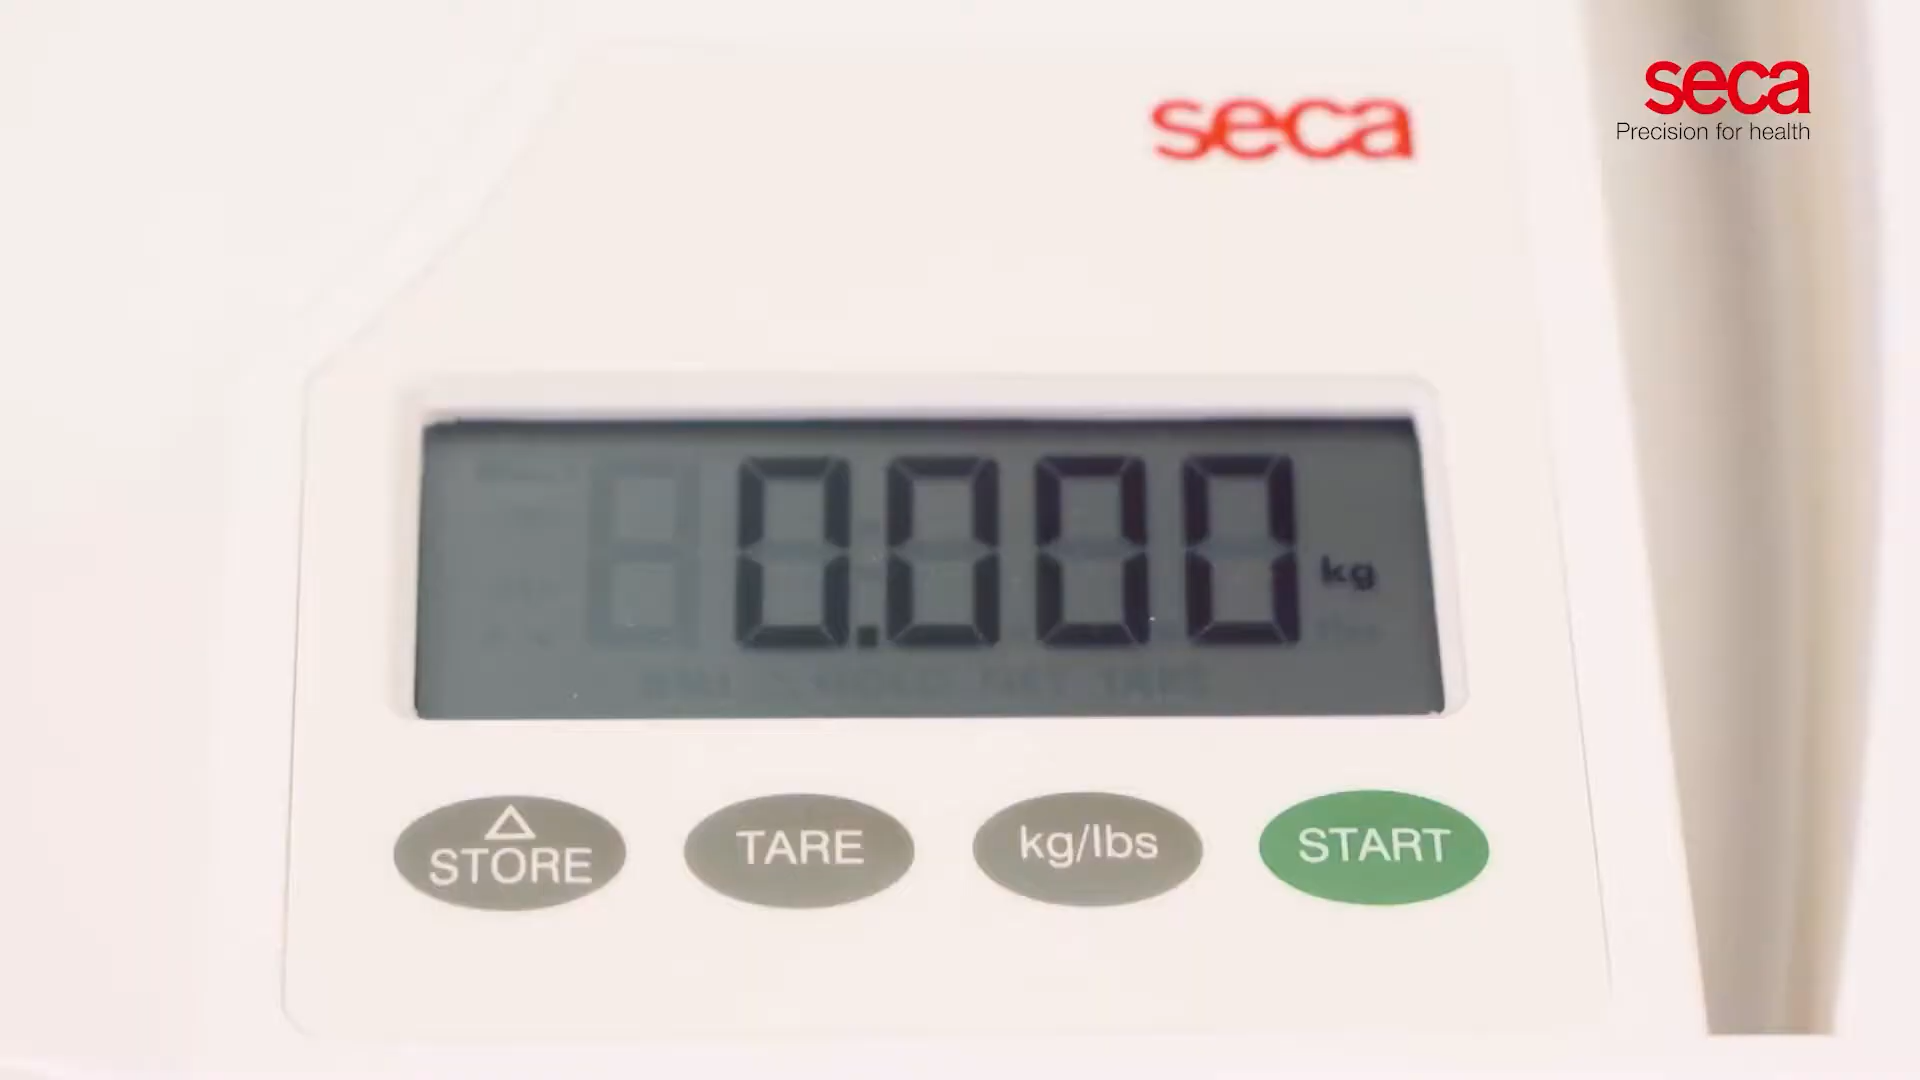 seca
Precision for health
seca
0.000 kg
STORE
TARE
kg/lbs
START